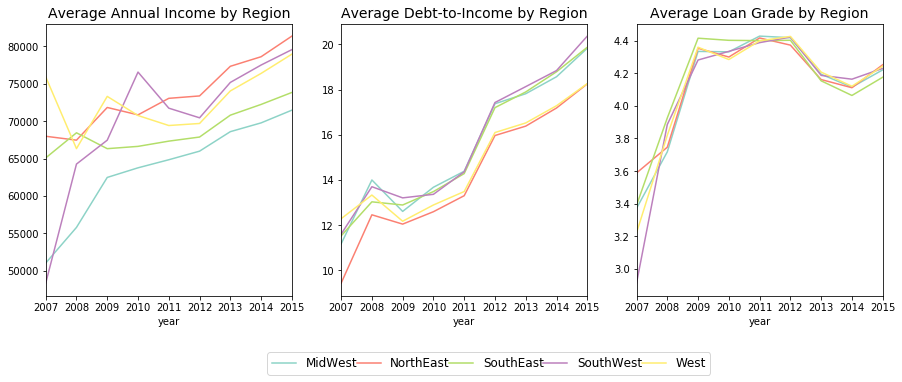 Average Annual Income by Region Average Debt-to-Income by Region Average Loan Grade by Region
80000
75000
70000
65000
60000
55000
50000
2007 2008 2009 2010 2011 2012 2013 2014 2015
year
20
18
16
14
12
10
2007 2008 2009 2010 2011 2012 2013 2014 2015
year
4.4
4.2
4.0
3.8
3.6
3.4
3.2
3.0
2007 2008 2009 2010 2011 2012 2013 2014 2015
year
MidWest NorthEast SouthEast SouthWest West